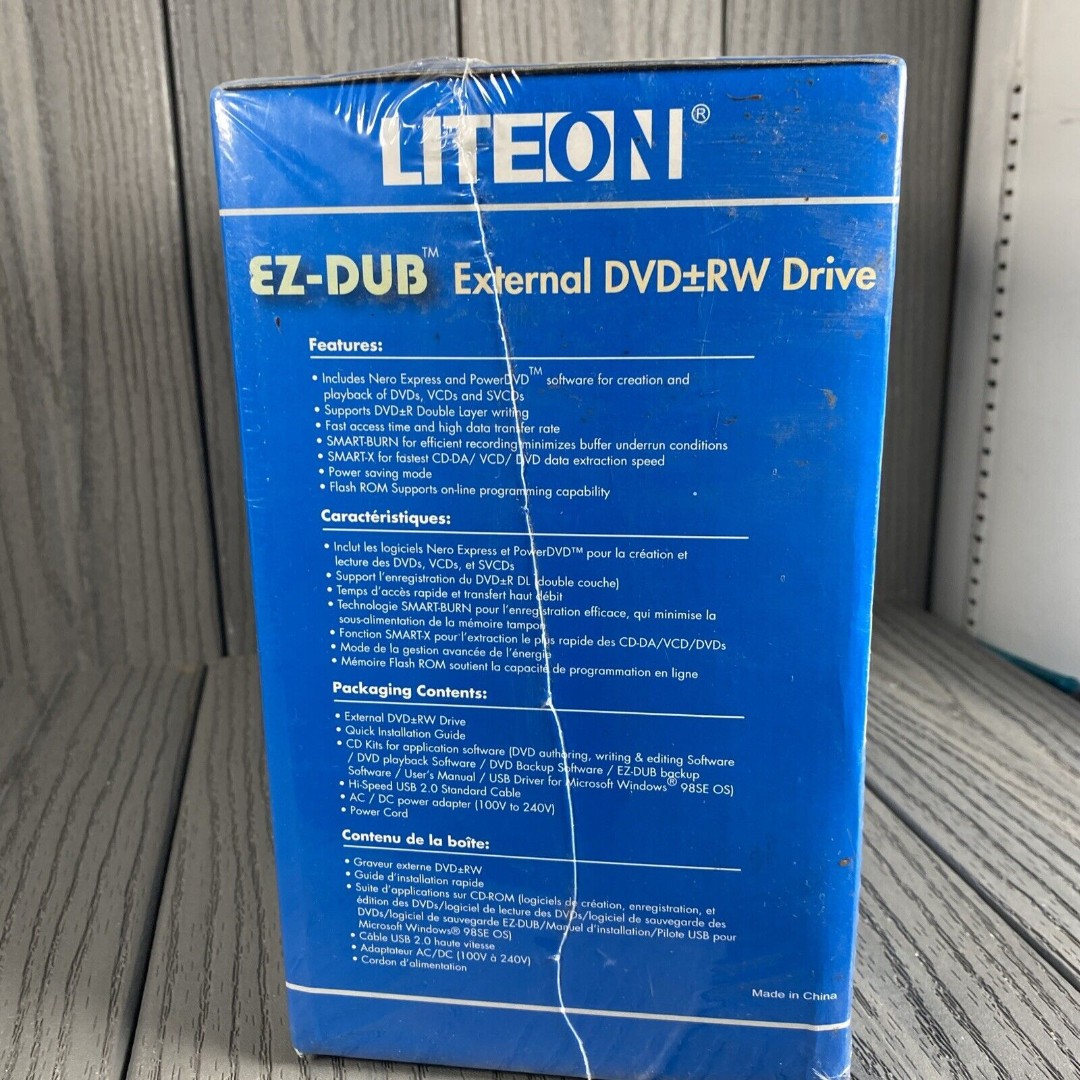 LITEON®
EZ-DUB™ External DVD±RW Drive
Features:
• Includes Nero Express and PowerDVD™ software for creation and
playback of DVDs, VCDs and SVCDs
• Supports DVD±R Double Layer writing
• Fast access time and high data transfer rate
• SMART-BURN for efficient recording minimizes buffer underrun conditions
• SMART-X for fastest CD-DA/ VCD/ DVD data extraction speed
• Power saving mode
• Flash ROM Supports on-line programming capability
Caractéristiques:
• Inclut les logiciels Nero Express et PowerDVD™ pour la création et
lecture des DVDs, VCDs, et SVCDs
• Support l'enregistration du DVD±R DL (double couche)
• Temps d'accès rapide et transfert haut débit
• Technologie SMART-BURN pour l'enregistration efficace, qui minimise la
sous-alimentation de la mémoire tampon
• Fonction SMART-X pour l'extraction le plus rapide des CD-DA/VCD/DVDs
• Mode de la gestion avancée de l'énergie
• Mémoire Flash ROM soutient la capacité de programmation en ligne
Packaging Contents:
• External DVD±RW Drive
• Quick Installation Guide
• CD Kits for application software (DVD authoring, writing & editing Software
/ DVD playback Software / DVD Backup Software / EZ-DUB backup
Software / User's Manual / USB Driver for Microsoft Windows® 98SE OS)
• Hi-Speed USB 2.0 Standard Cable
• AC / DC power adapter (100V to 240V)
• Power Cord
Contenu de la boîte:
• Graveur externe DVD±RW
• Guide d'installation rapide
• Suite d'applications sur CD-ROM (logiciels de création, enregistration, et
édition des DVDs/logiciel de lecture des DVDs/logiciel de sauvegarde des
DVDs/logiciel de sauvegarde EZ-DUB/Manuel d'installation/Pilote USB pour
Microsoft Windows® 98SE OS)
• Câble USB 2.0 haute vitesse
• Adaptateur AC/DC (100V à 240V)
• Cordon d'alimentation
Made in China